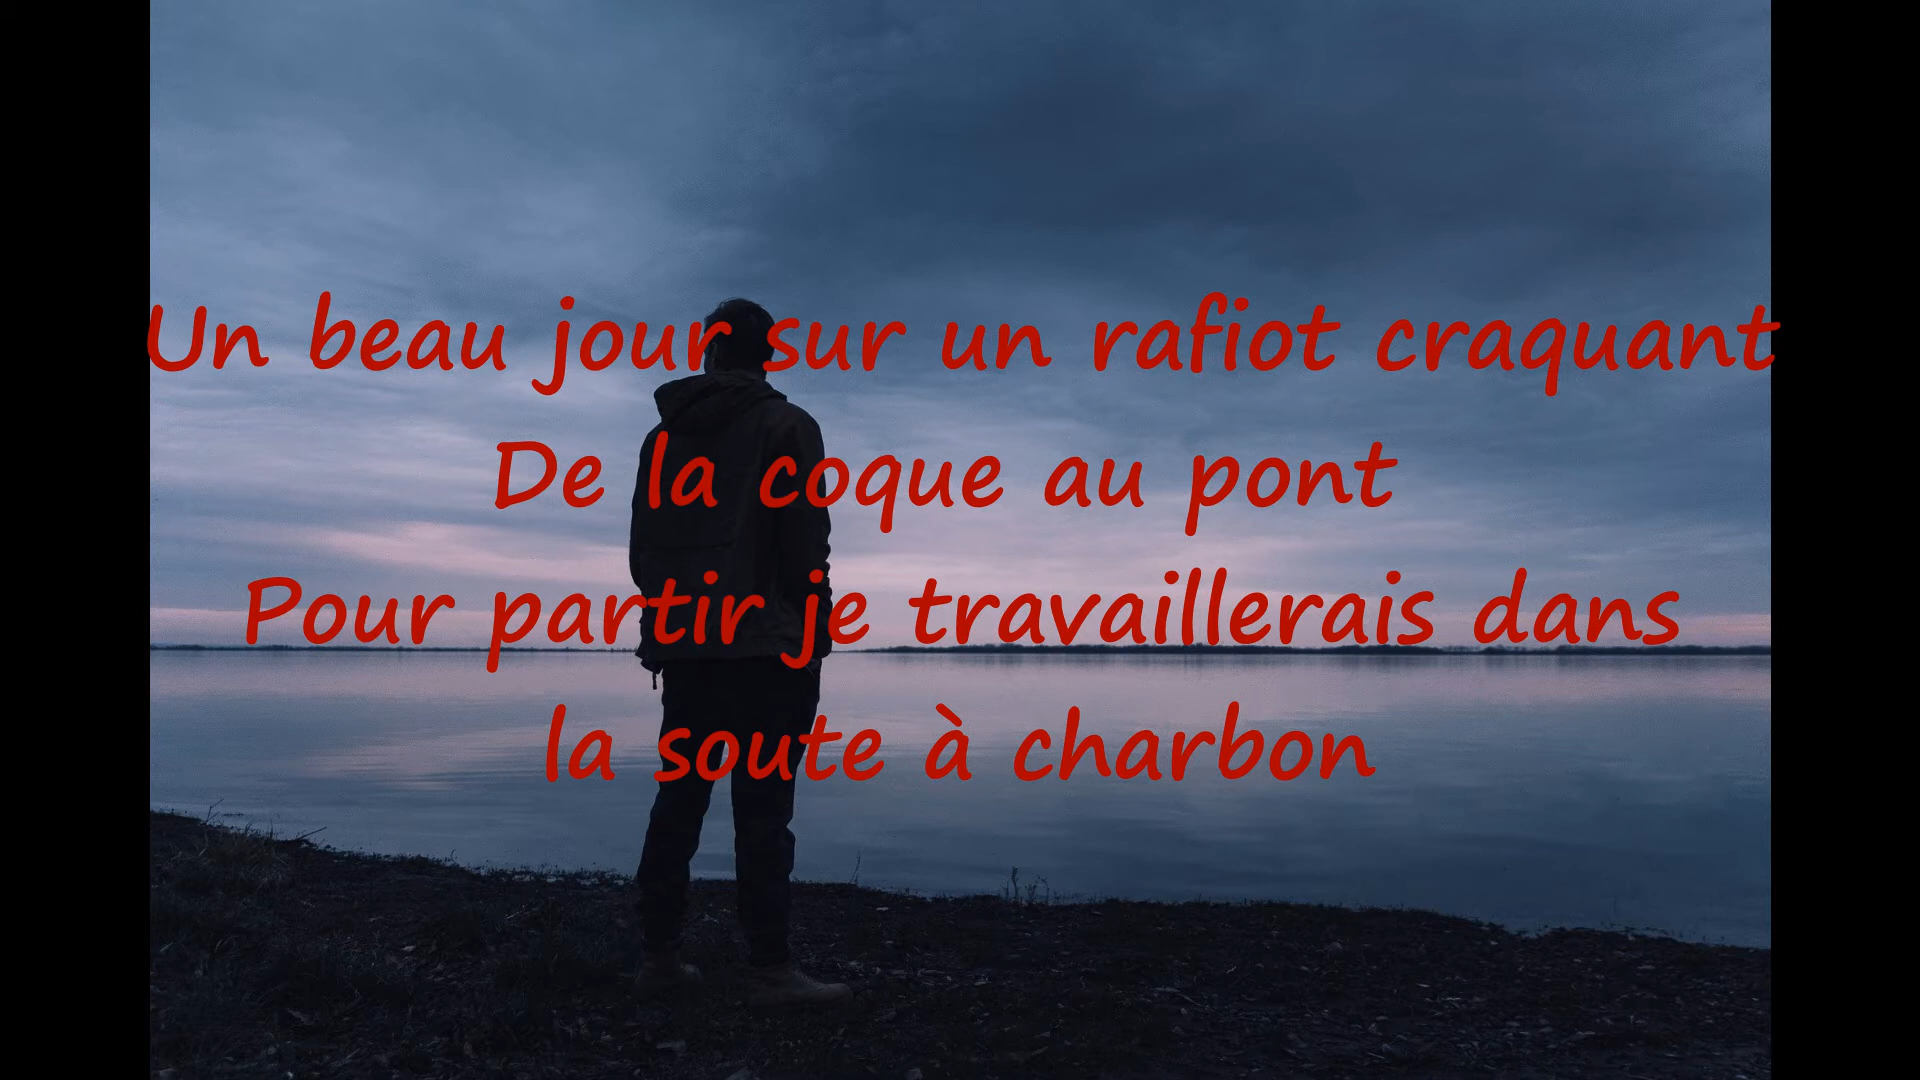 Un beau jour sur un rafiot craquant
De la coque au pont
Pour partir je travaillerais dans
la soute à charbon